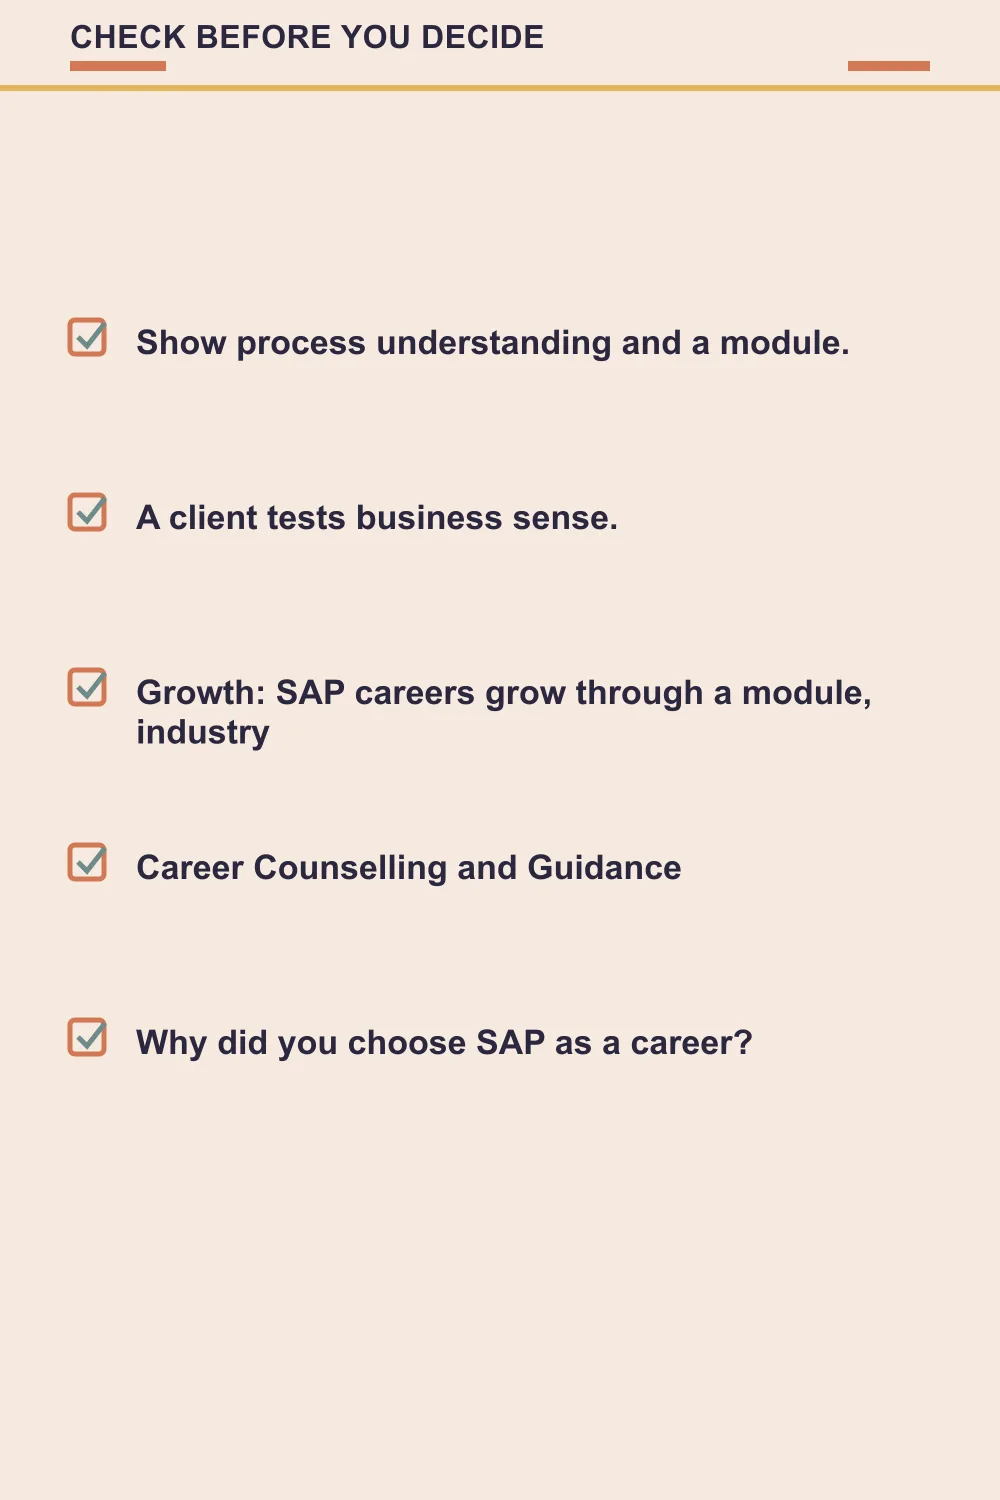 CHECK BEFORE YOU DECIDE
Show process understanding and a module.
A client tests business sense.
Growth: SAP careers grow through a module,
industry
Career Counselling and Guidance
Why did you choose SAP as a career?